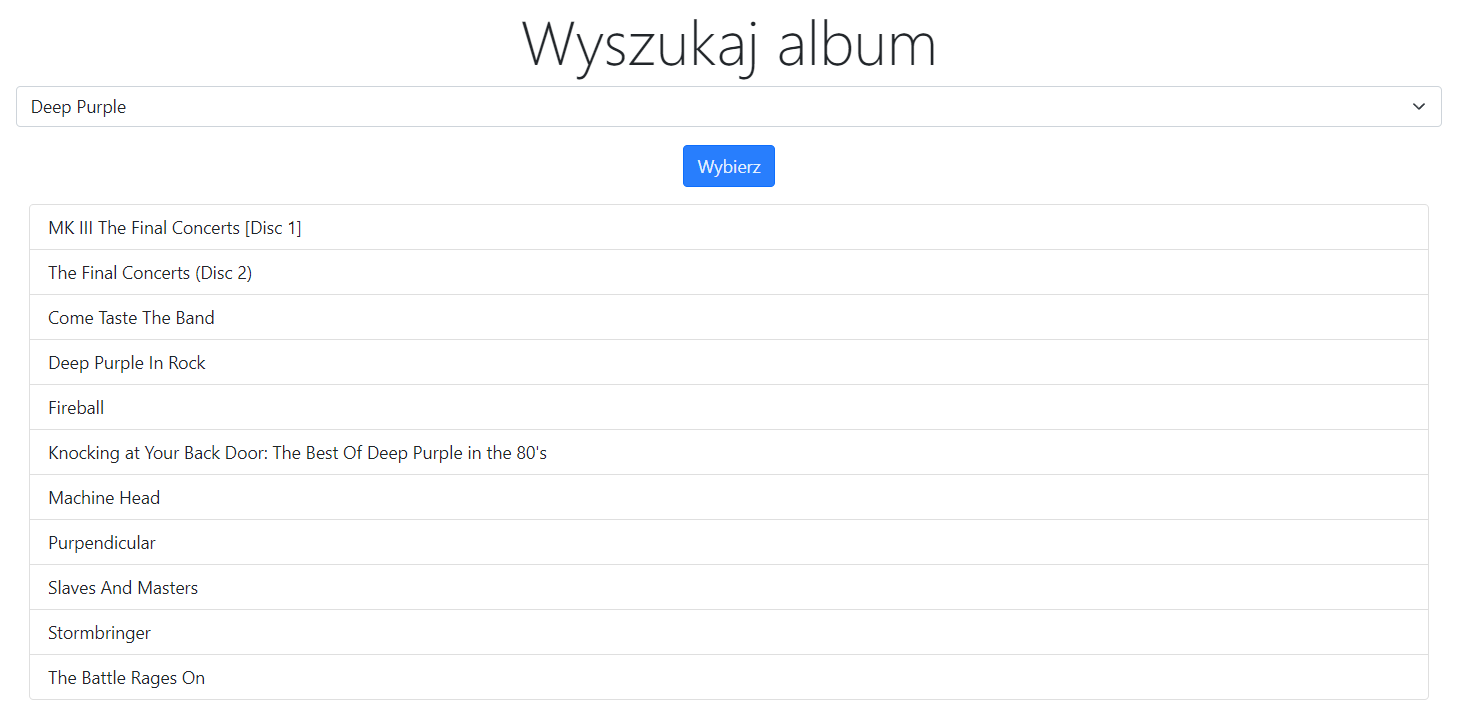 Wyszukaj album
Deep Purple
Wybierz
MK III The Final Concerts [Disc 1]
The Final Concerts (Disc 2)
Come Taste The Band
Deep Purple In Rock
Fireball
Knocking at Your Back Door: The Best Of Deep Purple in the 80's
Machine Head
Purpendicular
Slaves And Masters
Stormbringer
The Battle Rages On